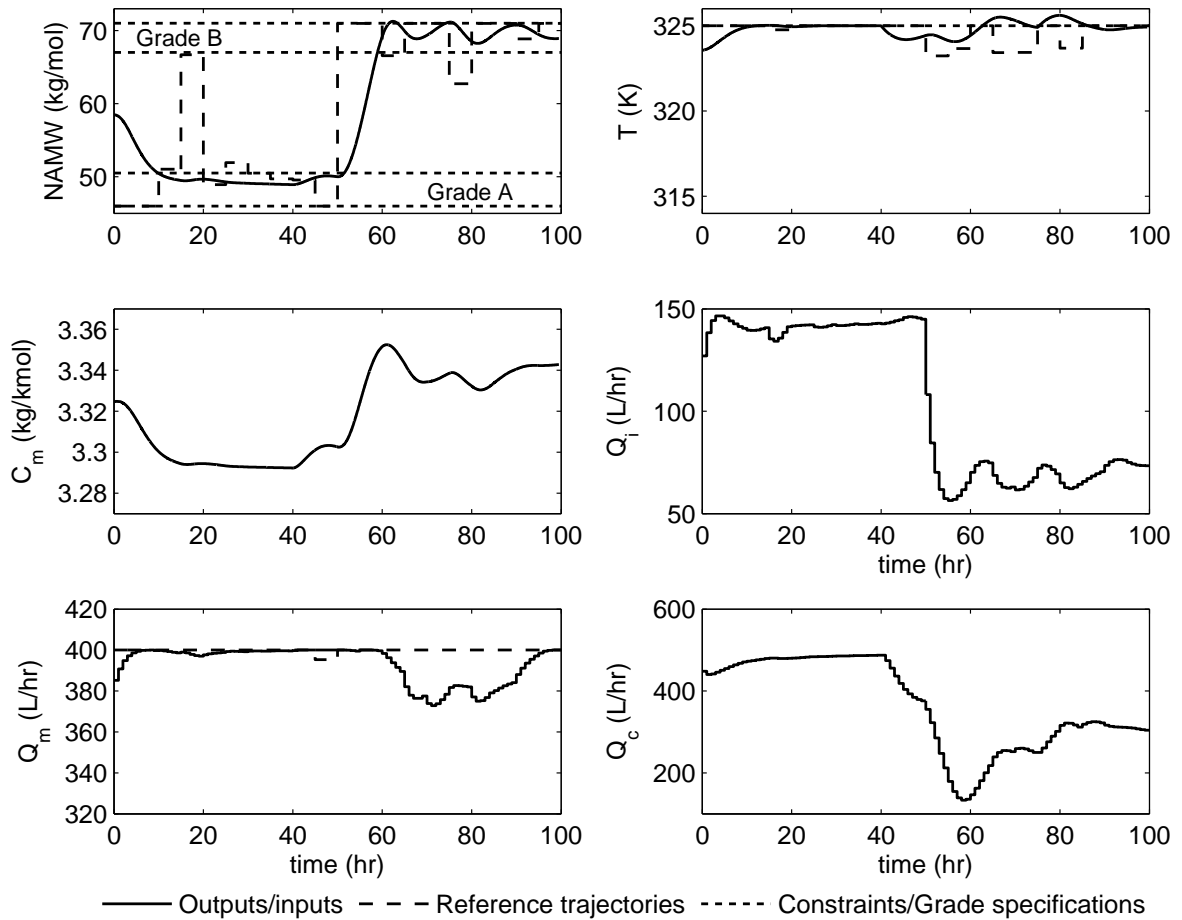 NAMW (kg/mol)
70
60
50
Grade B
Grade A
0 20 40 60 80 100
T (K)
325
320
315
0 20 40 60 80 100
C_m (kg/kmol)
3.36
3.34
3.32
3.3
3.28
0 20 40 60 80 100
Q_i (L/hr)
150
100
50
0 20 40 60 80 100
time (hr)
Q_m (L/hr)
420
400
380
360
340
320
0 20 40 60 80 100
time (hr)
Q_c (L/hr)
600
400
200
0 20 40 60 80 100
time (hr)
Outputs/inputs Reference trajectories Constraints/Grade specifications